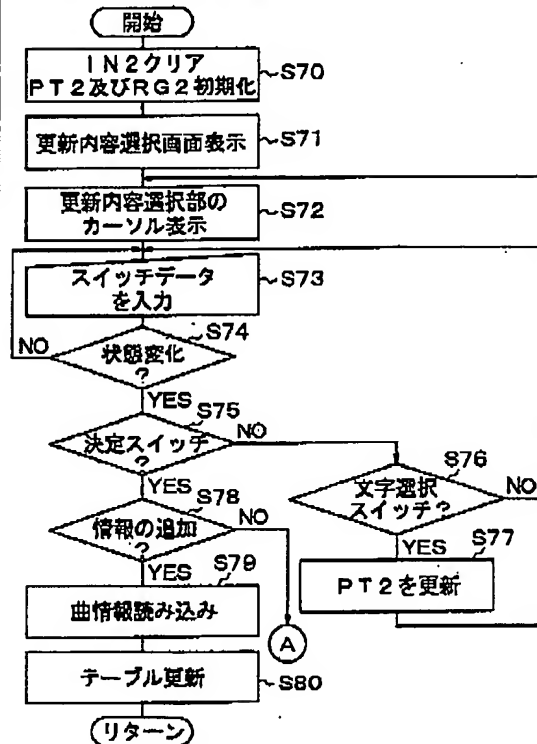 開始
IN2クリア
PT2及びRG2初期化
S70
更新内容選択画面表示
S71
更新内容選択部の
カーソル表示
S72
スイッチデータ
を入力
S73
S74
NO
状態変化
?
YES
S75
決定スイッチ
?
NO
S76
文字選択
スイッチ?
NO
YES
S78
YES
S77
情報の追加
?
NO
PT2を更新
YES
S79
曲情報読み込み
A
テーブル更新
S80
リターン